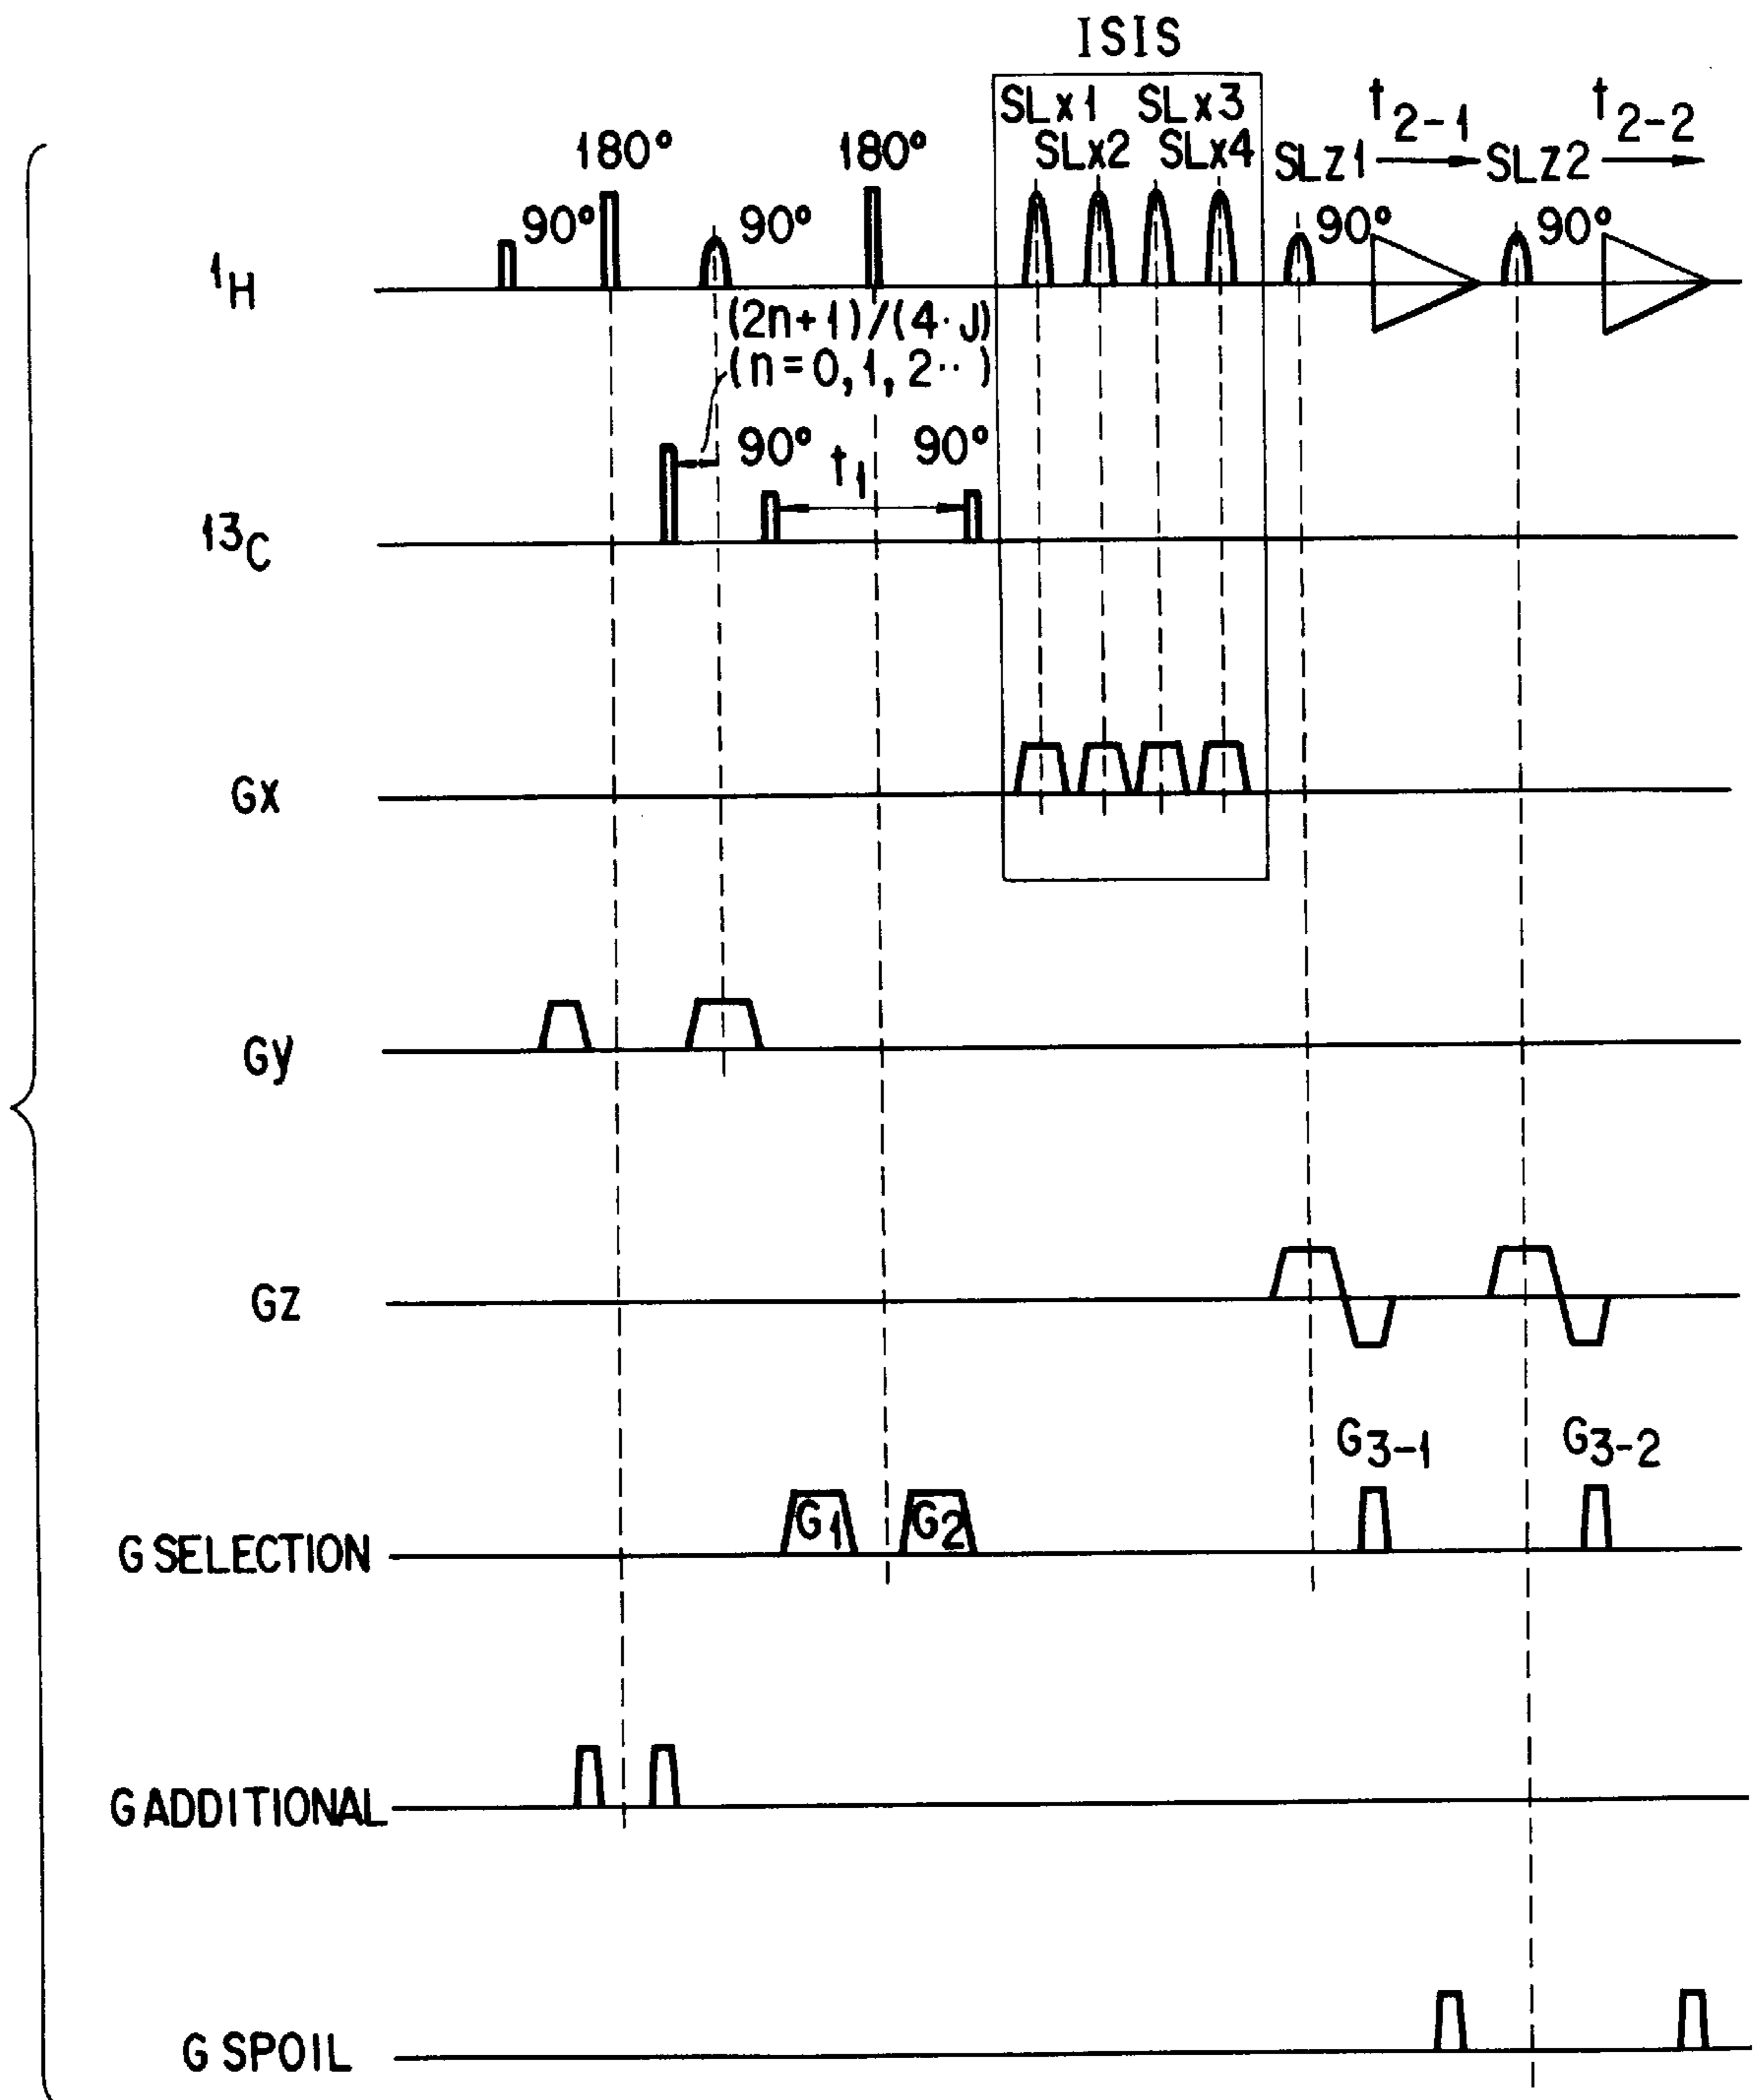 ISIS
SLx1 SLx3 t2-1 t2-2
180° 180° SLx2 SLx4 SLZ1 SLZ2
90° 90° 90° 90°
1H
(2n+1)/(4·J)
(n=0,1,2··)
90° t1 90°
13C
Gx
Gy
Gz
G3-1 G3-2
G1 G2
G SELECTION
G ADDITIONAL
G SPOIL